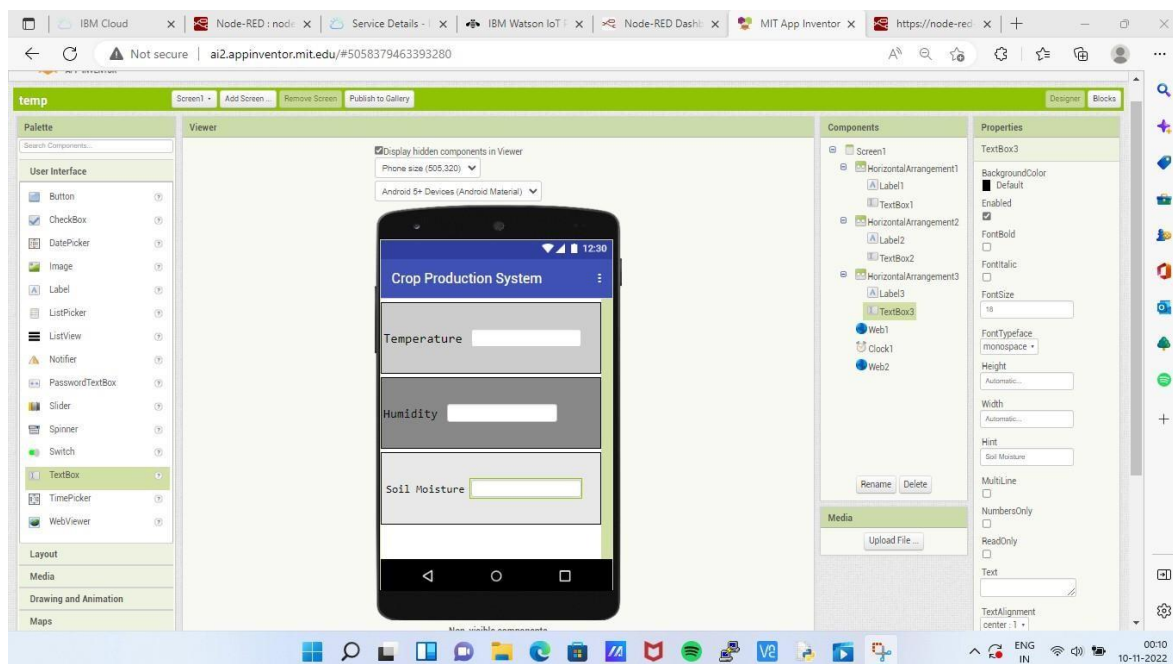 IBM Cloud
Node-RED : node
Service Details - I
IBM Watson IoT P
Node-RED Dashb
MIT App Inventor
https://node-red
Not secure ai2.appinventor.mit.edu/#5058379463393280
temp
Screen1
Add Screen ...
Remove Screen
Publish to Gallery
Designer
Blocks
Palette
Search Components...
User Interface
Button
CheckBox
DatePicker
Image
Label
ListPicker
ListView
Notifier
PasswordTextBox
Slider
Spinner
Switch
TextBox
TimePicker
WebViewer
Layout
Media
Drawing and Animation
Maps
Viewer
Display hidden components in Viewer
Phone size (505,320)
Android 5+ Devices (Android Material)
12:30
Crop Production System
Temperature
Humidity
Soil Moisture
Components
Screen1
HorizontalArrangement1
Label1
TextBox1
HorizontalArrangement2
Label2
TextBox2
HorizontalArrangement3
Label3
TextBox3
Web1
Clock1
Web2
Rename
Delete
Media
Upload File ...
Properties
TextBox3
BackgroundColor
Default
Enabled
FontBold
FontItalic
FontSize
18
FontTypeface
monospace
Height
Automatic...
Width
Automatic...
Hint
Soil Moisture
MultiLine
NumbersOnly
ReadOnly
Text
TextAlignment
center : 1
ENG
IN
00:10
10-11-2022